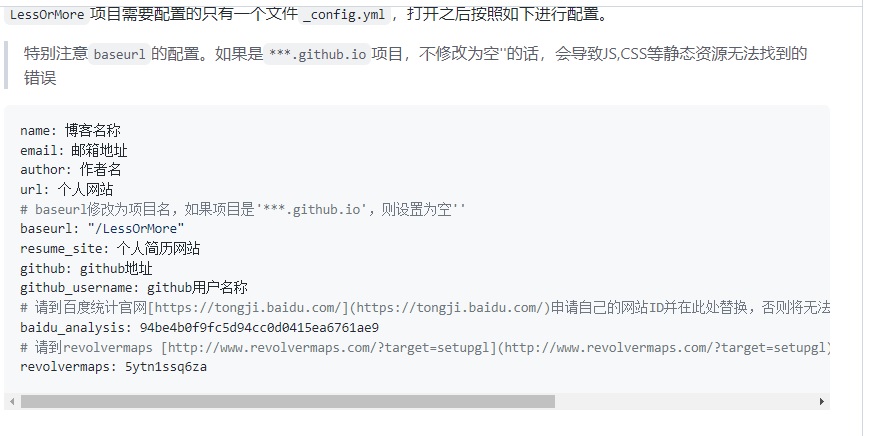 LessOrMore 项目需要配置的只有一个文件 _config.yml ，打开之后按照如下进行配置。
特别注意 baseurl 的配置。如果是 ***.github.io 项目，不修改为空''的话，会导致JS,CSS等静态资源无法找到的
错误
name: 博客名称
email: 邮箱地址
author: 作者名
url: 个人网站
# baseurl修改为项目名，如果项目是'***.github.io'，则设置为空''
baseurl: "/LessOrMore"
resume_site: 个人简历网站
github: github地址
github_username: github用户名称
# 请到百度统计官网[https://tongji.baidu.com/](https://tongji.baidu.com/)申请自己的网站ID并在此处替换，否则将无法
baidu_analysis: 94be4b0f9fc5d94cc0d0415ea6761ae9
# 请到revolvermaps [http://www.revolvermaps.com/?target=setupgl](http://www.revolvermaps.com/?target=setupgl)
revolvermaps: 5ytn1ssq6za